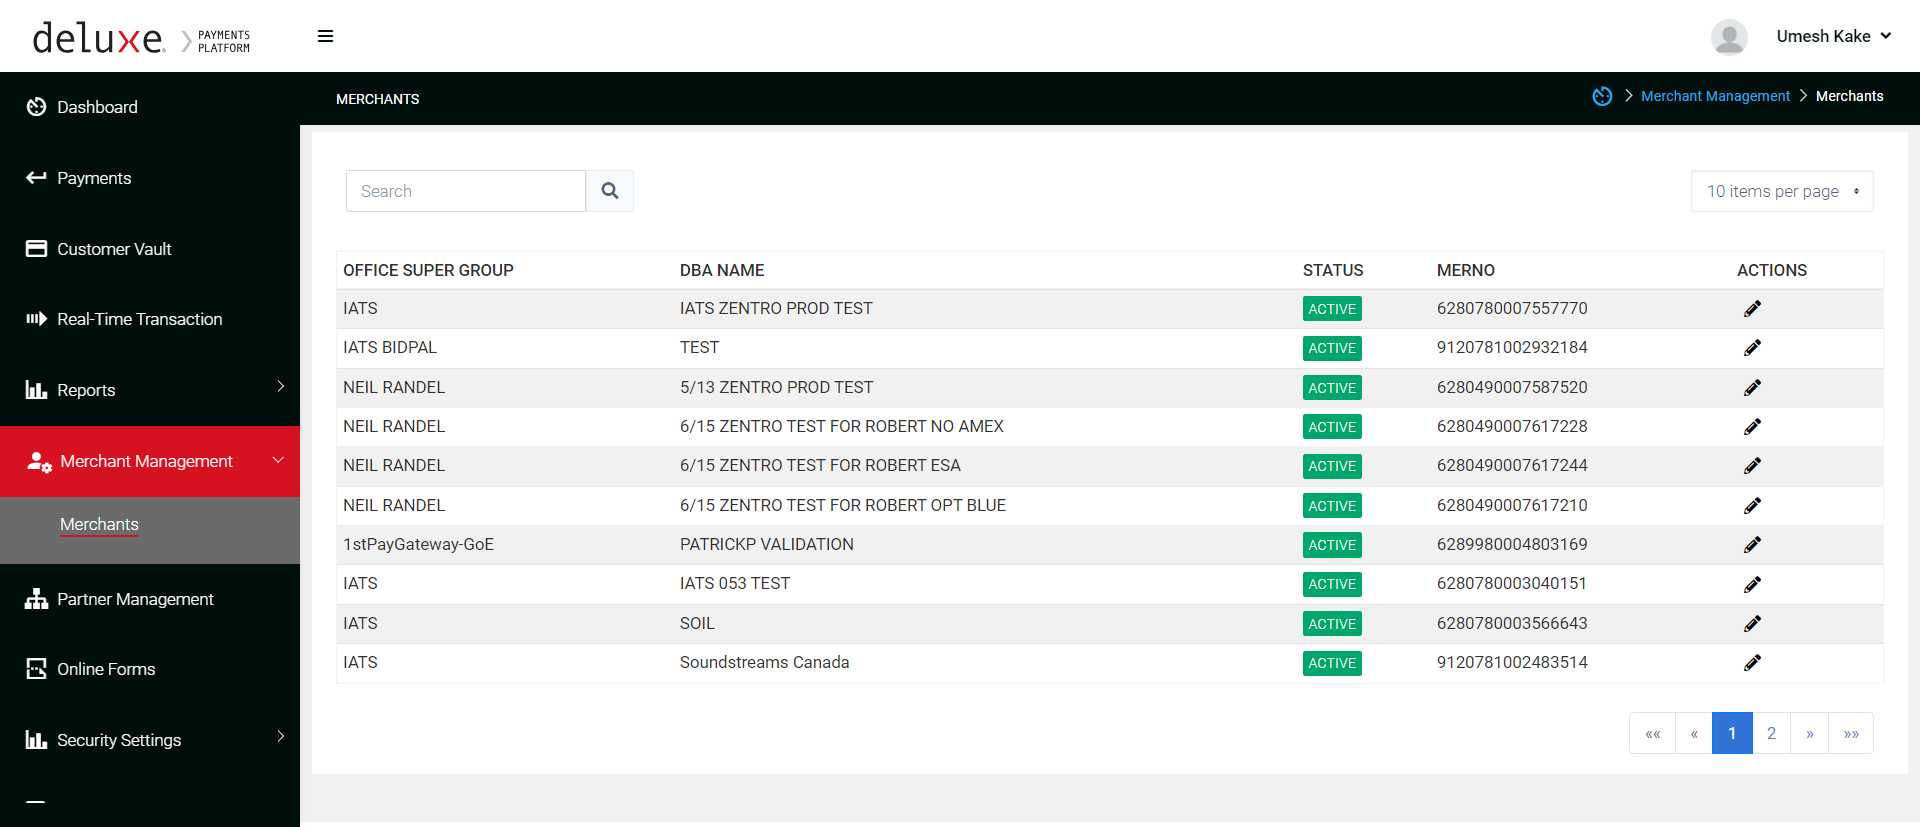 deluxe. PAYMENTS PLATFORM
Umesh Kake
MERCHANTS
Merchant Management
Merchants
Dashboard
Payments
Customer Vault
Real-Time Transaction
Reports
Merchant Management
Merchants
Partner Management
Online Forms
Security Settings
Search
10 items per page
OFFICE SUPER GROUP DBA NAME STATUS MERNO ACTIONS
IATS IATS ZENTRO PROD TEST ACTIVE 6280780007557770
IATS BIDPAL TEST ACTIVE 9120781002932184
NEIL RANDEL 5/13 ZENTRO PROD TEST ACTIVE 6280490007587520
NEIL RANDEL 6/15 ZENTRO TEST FOR ROBERT NO AMEX ACTIVE 6280490007617228
NEIL RANDEL 6/15 ZENTRO TEST FOR ROBERT ESA ACTIVE 6280490007617244
NEIL RANDEL 6/15 ZENTRO TEST FOR ROBERT OPT BLUE ACTIVE 6280490007617210
1stPayGateway-GoE PATRICKP VALIDATION ACTIVE 6289980004803169
IATS IATS 053 TEST ACTIVE 6280780003040151
IATS SOIL ACTIVE 6280780003566643
IATS Soundstreams Canada ACTIVE 9120781002483514
«« « 1 2 » »»